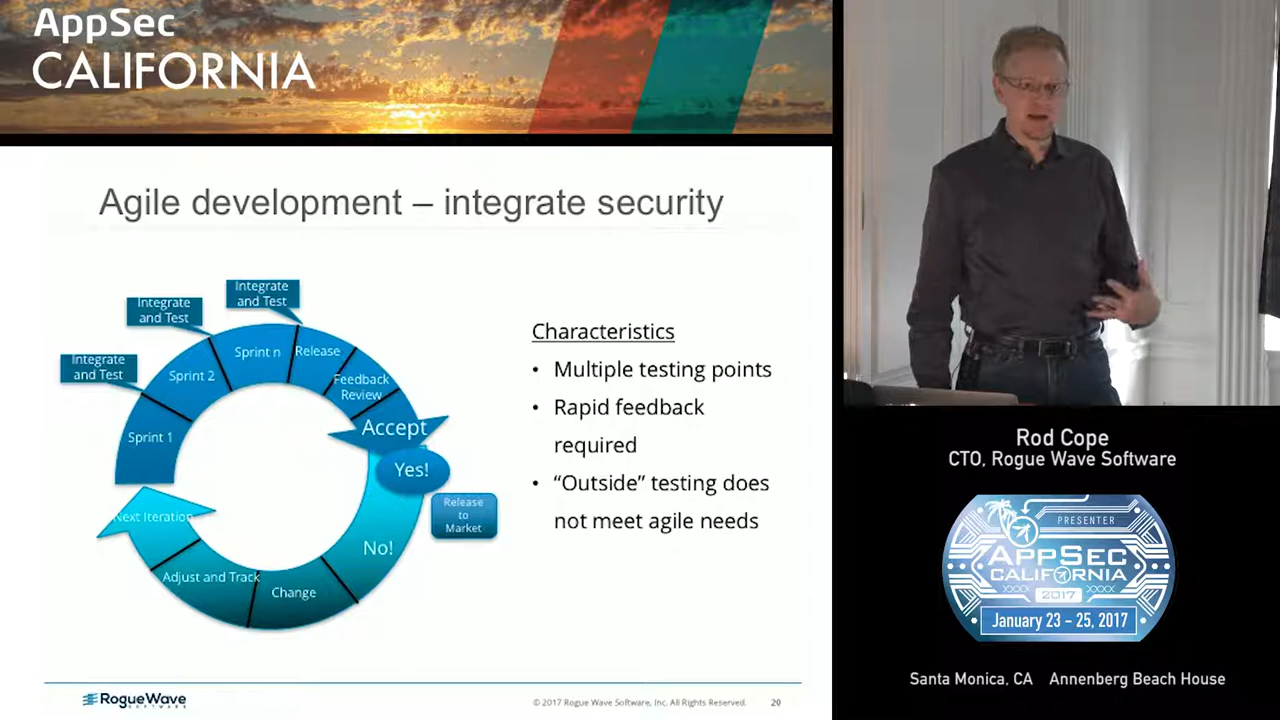 AppSec
CALIFORNIA
Agile development – integrate security
Integrate
and Test
Integrate
and Test
Integrate
and Test
Sprint 1
Sprint 2
Sprint n
Release
Feedback
Review
Accept
Yes!
Release
to
Market
No!
Change
Adjust and Track
Next Iteration
Characteristics
• Multiple testing points
• Rapid feedback
required
• “Outside” testing does
not meet agile needs
RogueWave
SOFTWARE
© 2017 Rogue Wave Software, Inc. All Rights Reserved.
20
Rod Cope
CTO, Rogue Wave Software
PRESENTER
APPSEC
CALIFORNIA
2017
January 23 – 25, 2017
Santa Monica, CA Annenberg Beach House